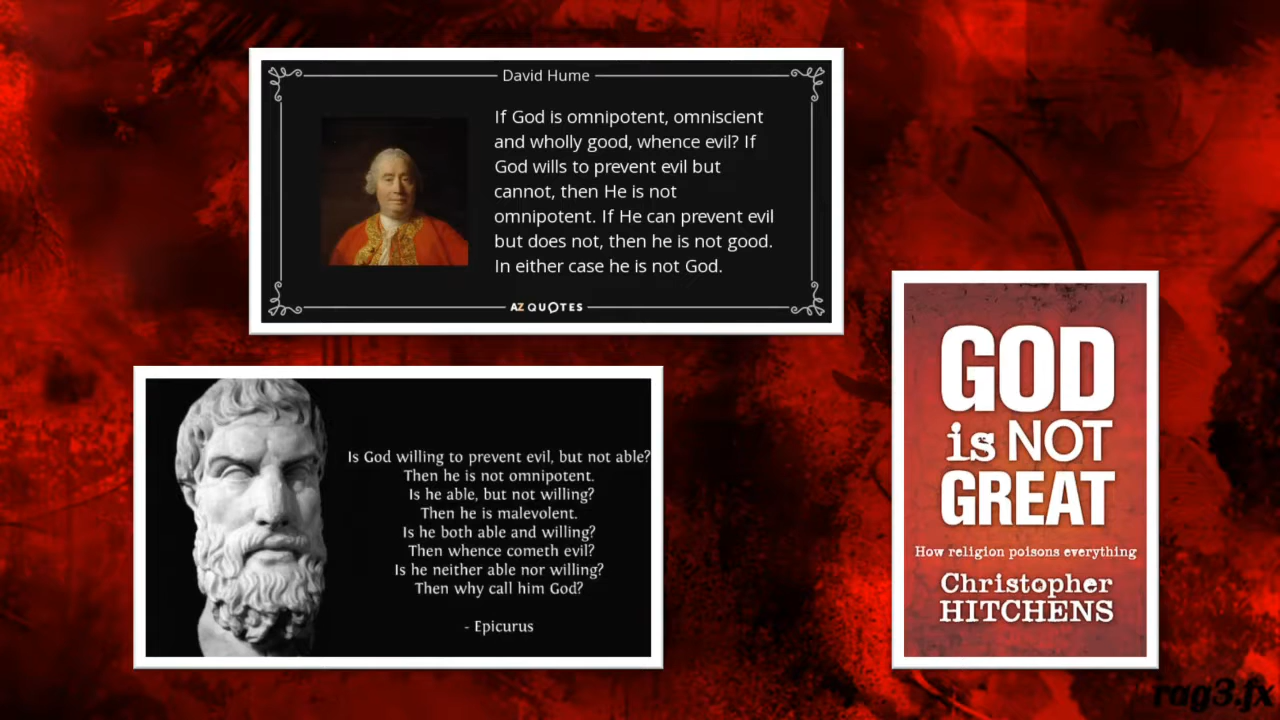 David Hume
If God is omnipotent, omniscient
and wholly good, whence evil? If
God wills to prevent evil but
cannot, then He is not
omnipotent. If He can prevent evil
but does not, then he is not good.
In either case he is not God.
AZ QUOTES
Is God willing to prevent evil, but not able?
Then he is not omnipotent.
Is he able, but not willing?
Then he is malevolent.
Is he both able and willing?
Then whence cometh evil?
Is he neither able nor willing?
Then why call him God?
- Epicurus
GOD
is NOT
GREAT
How religion poisons everything
Christopher
HITCHENS
rag3.fx